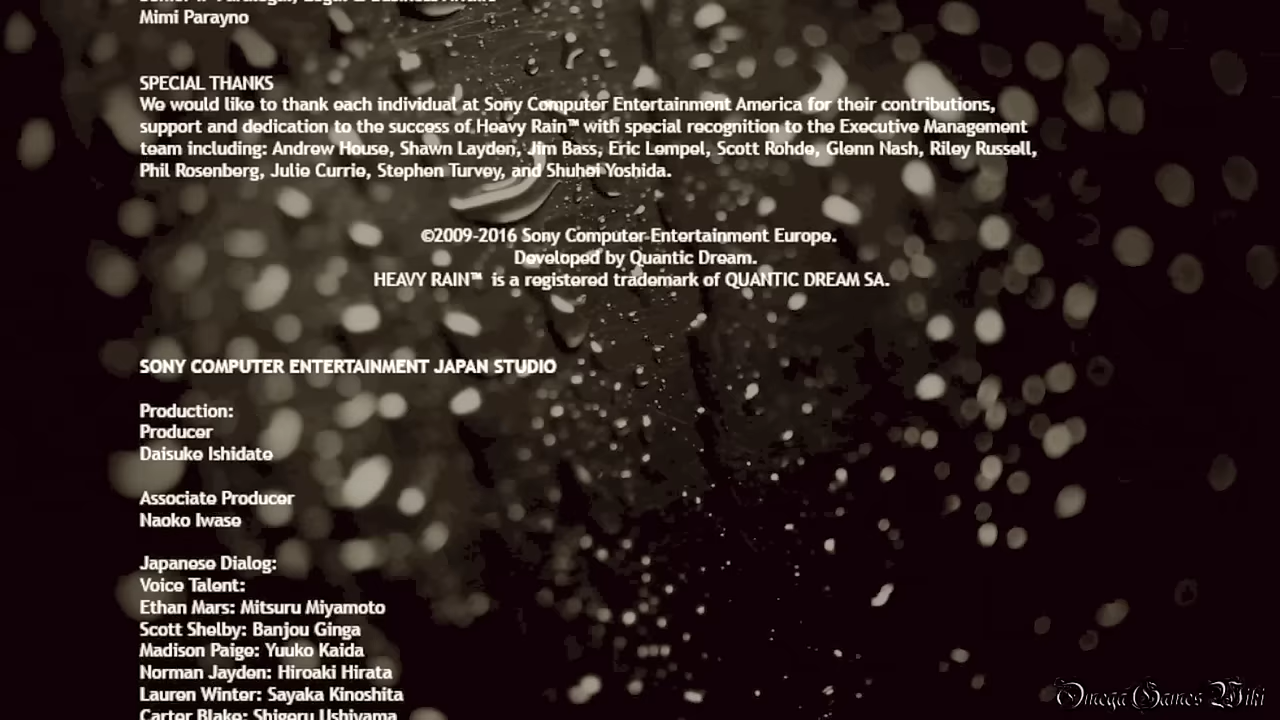 Mimi Parayno
SPECIAL THANKS
We would like to thank each individual at Sony Computer Entertainment America for their contributions,
support and dedication to the success of Heavy Rain™ with special recognition to the Executive Management
team including: Andrew House, Shawn Layden, Jim Bass, Eric Lempel, Scott Rohde, Glenn Nash, Riley Russell,
Phil Rosenberg, Julie Currie, Stephen Turvey, and Shuhei Yoshida.
©2009-2016 Sony Computer Entertainment Europe.
Developed by Quantic Dream.
HEAVY RAIN™ is a registered trademark of QUANTIC DREAM SA.
SONY COMPUTER ENTERTAINMENT JAPAN STUDIO
Production:
Producer
Daisuke Ishidate
Associate Producer
Naoko Iwase
Japanese Dialog:
Voice Talent:
Ethan Mars: Mitsuru Miyamoto
Scott Shelby: Banjou Ginga
Madison Paige: Yuuko Kaida
Norman Jayden: Hiroaki Hirata
Lauren Winter: Sayaka Kinoshita
Carter Blake: Shigeru Ushiyama
Omega Games Wiki